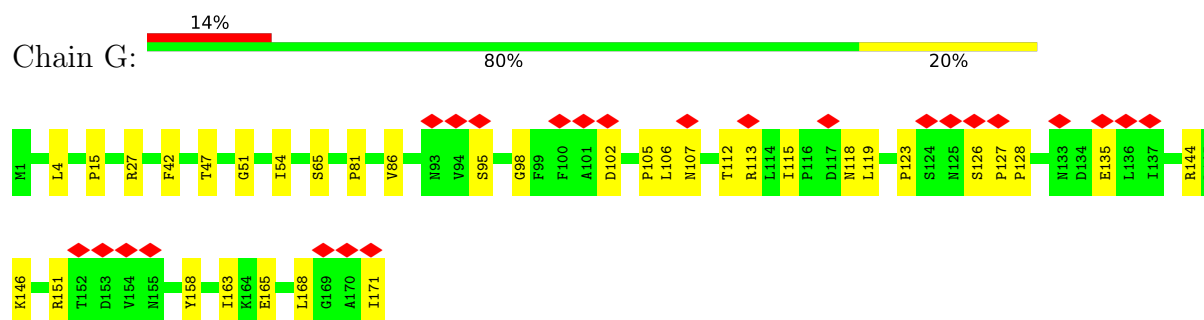 14%
Chain G:
80% 20%
M1 L4 P15 R27 F42 T47 G51 I54 S65 P81 V86 N93 V94 S95 G98 F99 F100 A101 D102 P105 L106 N107 T112 R113 L114 I115 P116 D117 N118 L119 P123 S124 N125 S126 P127 P128 N133 D134 E135 L136 I137 R144
K146 R151 T152 D153 V154 N155 Y158 I163 K164 E165 L168 G169 A170 I171